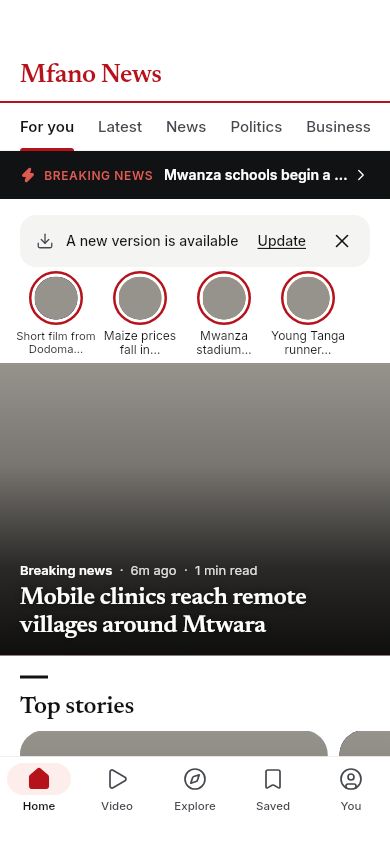 Mfano News
For you Latest News Politics Business
BREAKING NEWS Mwanza schools begin a ...
A new version is available Update
Short film from Dodoma...
Maize prices fall in...
Mwanza stadium...
Young Tanga runner...
Breaking news · 6m ago · 1 min read
Mobile clinics reach remote
villages around Mtwara
Top stories
Home Video Explore Saved You